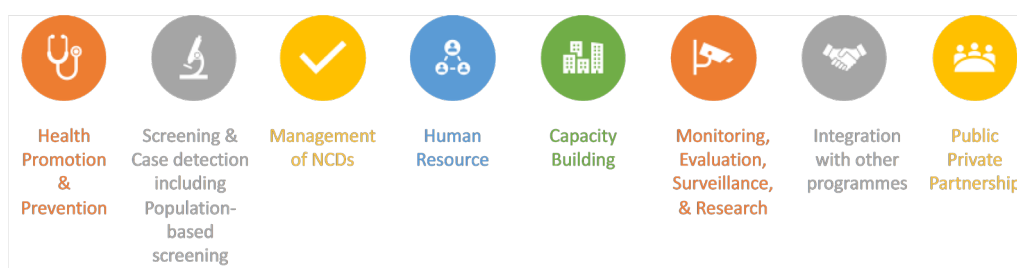 Health
Promotion
&
Prevention
Screening &
Case detection
including
Population-
based
screening
Management
of NCDs
Human
Resource
Capacity
Building
Monitoring,
Evaluation,
Surveillance,
& Research
Integration
with other
programmes
Public
Private
Partnership